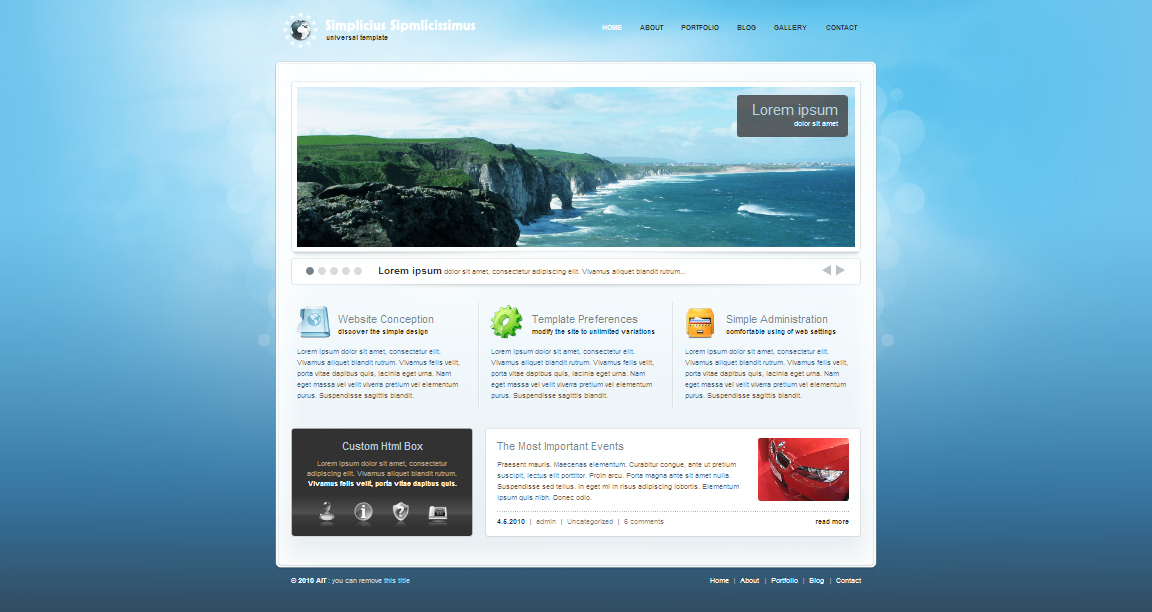 Simplicius Sipmlicissimus
universal template
HOME ABOUT PORTFOLIO BLOG GALLERY CONTACT
Lorem ipsum
dolor sit amet
Lorem ipsum dolor sit amet, consectetur adipiscing elit. Vivamus aliquet blandit rutrum...
Website Conception
discover the simple design
Lorem ipsum dolor sit amet, consectetur elit.
Vivamus aliquet blandit rutrum. Vivamus felis velit,
porta vitae dapibus quis, lacinia eget urna. Nam
eget massa vel velit viverra pretium vel elementum
purus. Suspendisse sagittis blandit.
Template Preferences
modify the site to unlimited variations
Lorem ipsum dolor sit amet, consectetur elit.
Vivamus aliquet blandit rutrum. Vivamus felis velit,
porta vitae dapibus quis, lacinia eget urna. Nam
eget massa vel velit viverra pretium vel elementum
purus. Suspendisse sagittis blandit.
Simple Administration
comfortable using of web settings
Lorem ipsum dolor sit amet, consectetur elit.
Vivamus aliquet blandit rutrum. Vivamus felis velit,
porta vitae dapibus quis, lacinia eget urna. Nam
eget massa vel velit viverra pretium vel elementum
purus. Suspendisse sagittis blandit.
Custom Html Box
Lorem ipsum dolor sit amet, consectetur
adipiscing elit. Vivamus aliquet blandit rutrum.
Vivamus felis velit, porta vitae dapibus quis.
The Most Important Events
Praesent mauris. Maecenas elementum. Curabitur congue, ante ut pretium
suscipit, lectus elit porttitor. Proin arcu. Porta magna ante sit amet nulla.
Suspendisse sed tellus. In eget mi in risus adipiscing lobortis. Elementum
ipsum quis nibh. Donec odio.
4.6.2010 | admin | Uncategorized | 6 comments
read more
© 2010 AIT : you can remove this title
Home | About | Portfolio | Blog | Contact